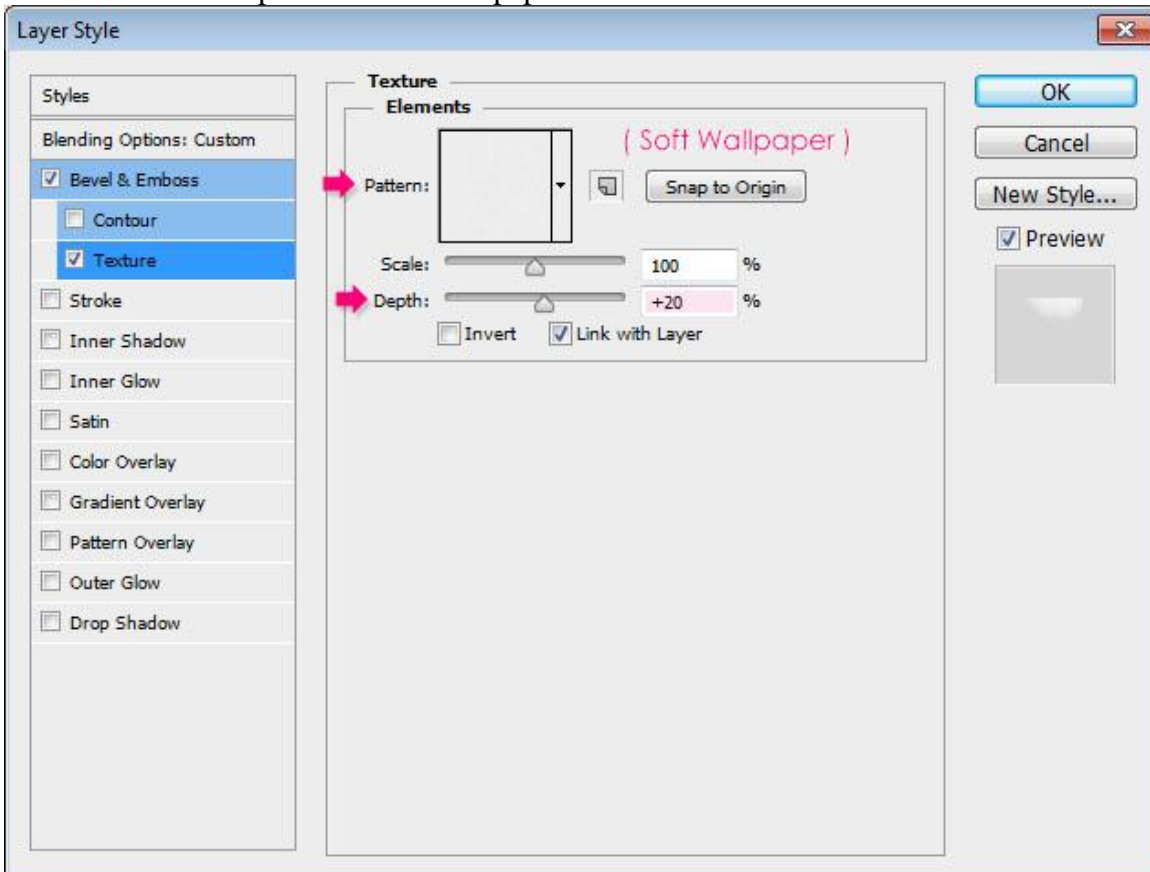 Layer Style
Styles
Blending Options: Custom
Bevel & Emboss
Contour
Texture
Stroke
Inner Shadow
Inner Glow
Satin
Color Overlay
Gradient Overlay
Pattern Overlay
Outer Glow
Drop Shadow
Texture
Elements
( Soft Wallpaper )
Pattern:
Snap to Origin
Scale: 100 %
Depth: +20 %
Invert Link with Layer
OK
Cancel
New Style...
Preview